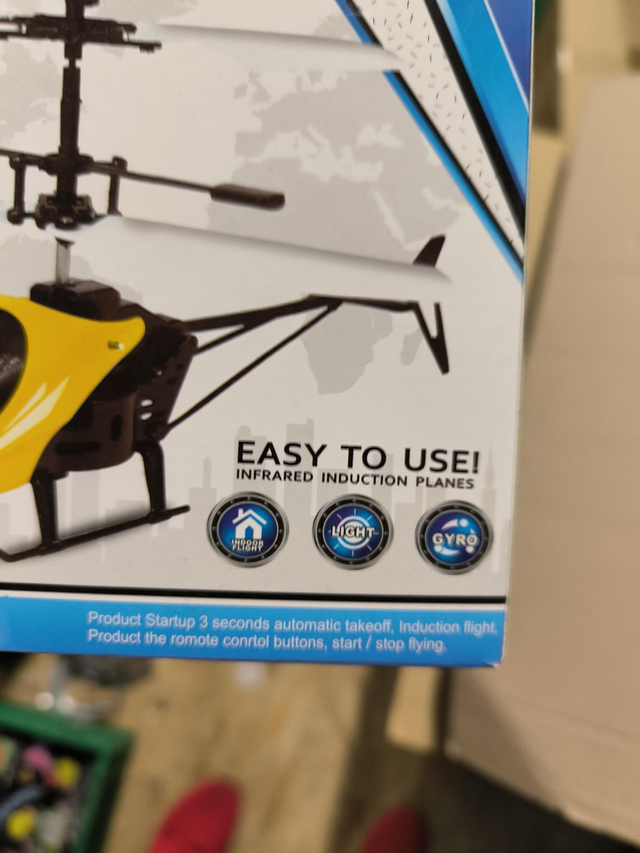 EASY TO USE!
INFRARED INDUCTION PLANES
INDOOR
FLIGHT
LIGHT
GYRO
Product Startup 3 seconds automatic takeoff, Induction flight.
Product the romote conrtol buttons, start / stop flying.